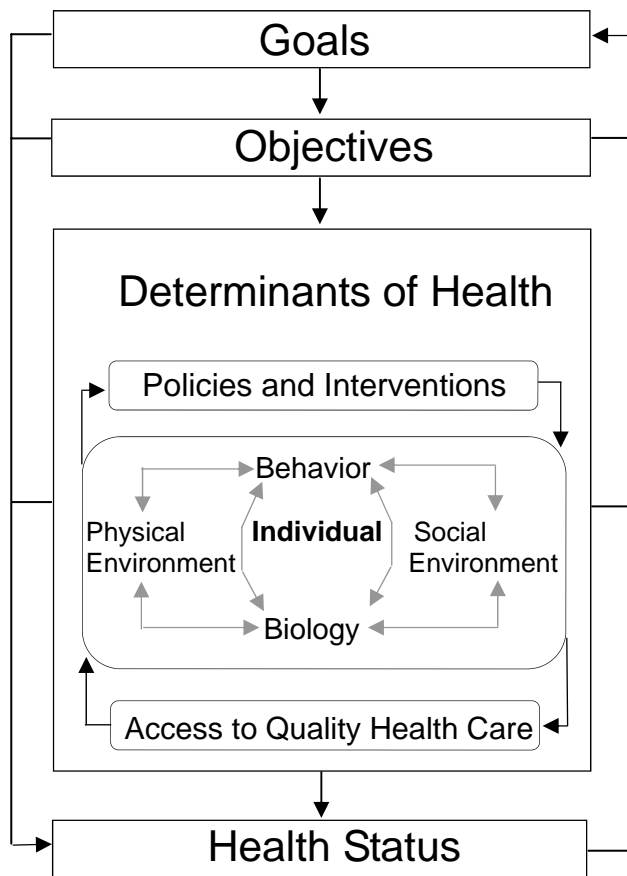 Goals
Objectives
Determinants of Health
Policies and Interventions
Behavior
Physical
Environment
Individual
Social
Environment
Biology
Access to Quality Health Care
Health Status